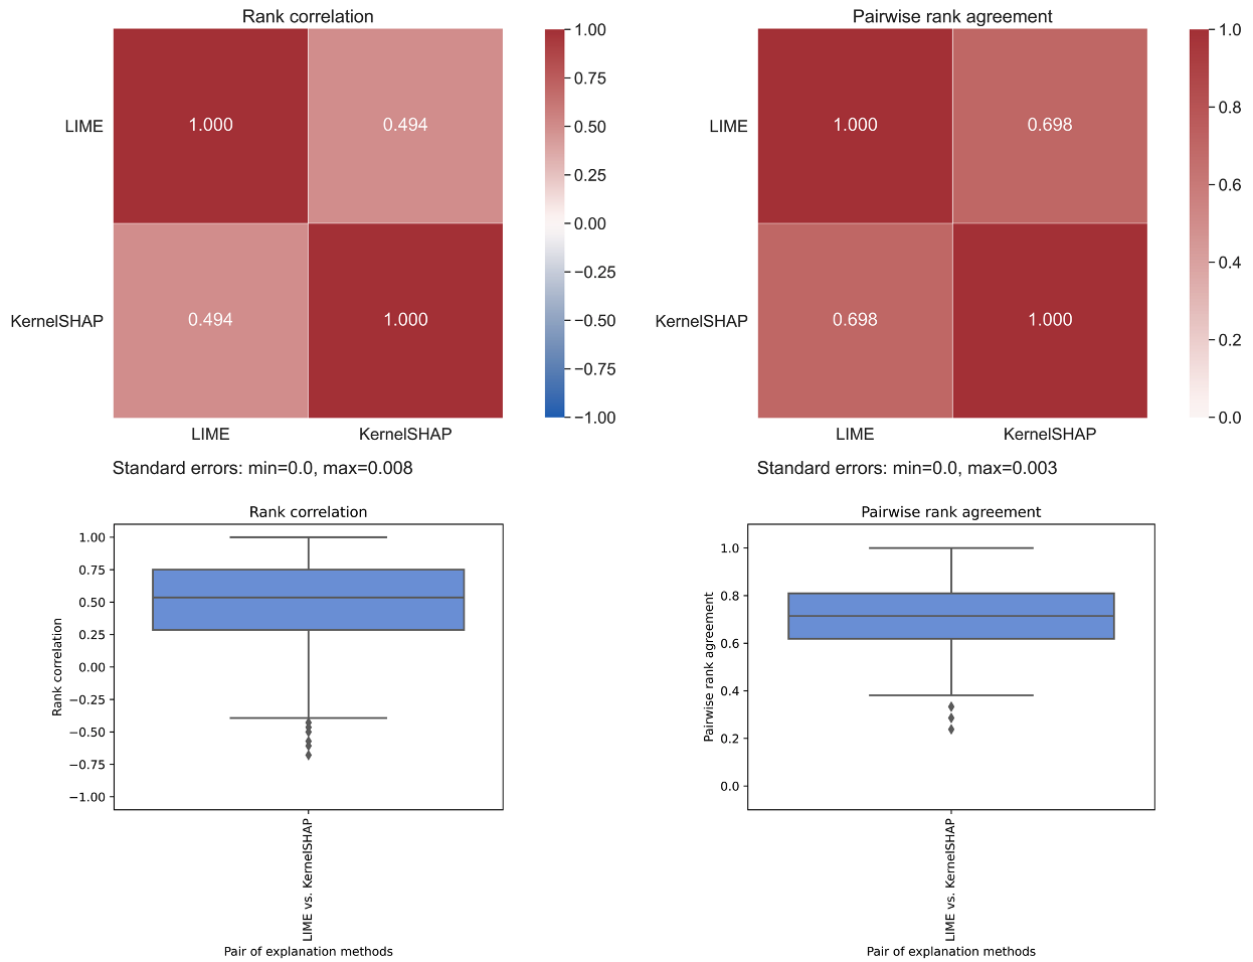 Rank correlation
1.00
0.75
0.50
0.25
0.00
−0.25
−0.50
−0.75
−1.00
LIME
1.000
0.494
KernelSHAP
0.494
1.000
LIME
KernelSHAP
Standard errors: min=0.0, max=0.008
Pairwise rank agreement
1.0
0.8
0.6
0.4
0.2
0.0
LIME
1.000
0.698
KernelSHAP
0.698
1.000
LIME
KernelSHAP
Standard errors: min=0.0, max=0.003
Rank correlation
Rank correlation
1.00
0.75
0.50
0.25
0.00
−0.25
−0.50
−0.75
−1.00
LIME vs. KernelSHAP
Pair of explanation methods
Pairwise rank agreement
Pairwise rank agreement
1.0
0.8
0.6
0.4
0.2
0.0
LIME vs. KernelSHAP
Pair of explanation methods